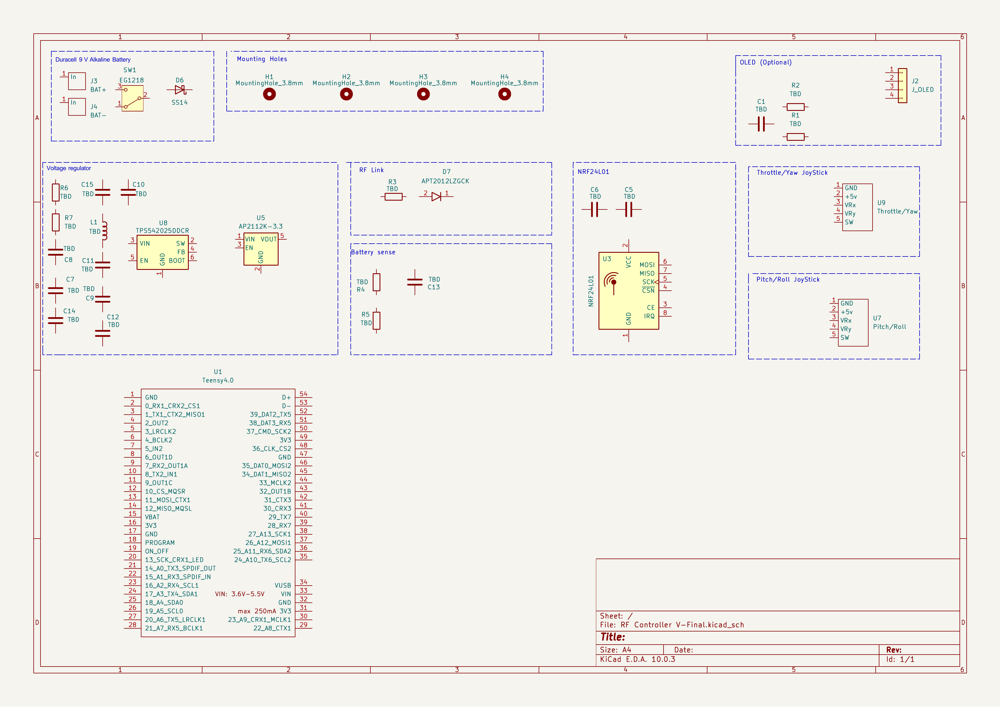 1 2 3 4 5 6
A
B
C
D
A
B
C
D
Duracell 9 V Alkaline Battery
1
In
J3
BAT+
1
In
J4
BAT-
SW1
EG1218
3
2
1
D6
SS14
Mounting Holes
H1
MountingHole_3.8mm
H2
MountingHole_3.8mm
H3
MountingHole_3.8mm
H4
MountingHole_3.8mm
OLED (Optional)
C1
TBD
R2
TBD
R1
TBD
1
2
3
4
J2
J_OLED
Voltage regulator
R6
TBD
C15
TBD
C10
TBD
R7
TBD
L1
TBD
TBD
C8
C11
TBD
C7
TBD
TBD
C9
C14
TBD
C12
TBD
U8
TPS542025DDCR
3 VIN SW 2
FB 4
5 EN BOOT 6
GND
1
U5
AP2112K-3.3
1 VIN VOUT 5
3 EN
GND
2
RF Link
R3
TBD
D7
APT2012LZGCK
2 1
Battery sense
TBD
R4
TBD
C13
R5
TBD
NRF24L01
C6
TBD
C5
TBD
2
VCC
U3
NRF24L01
MOSI 6
MISO 7
SCK 5
CSN 4
CE 3
IRQ 8
GND
1
Throttle/Yaw JoyStick
1 GND
2 +5v
3 VRx
4 VRy
5 SW
U9
Throttle/Yaw
Pitch/Roll JoyStick
1 GND
2 +5v
3 VRx
4 VRy
5 SW
U7
Pitch/Roll
U1
Teensy4.0
1 GND D+ 54
2 0_RX1_CRX2_CS1 D- 53
3 1_TX1_CTX2_MISO1 39_DAT2_TX5 52
4 2_OUT2 38_DAT3_RX5 51
5 3_LRCLK2 37_CMD_SCK2 50
6 4_BCLK2 3V3 49
7 5_IN2 36_CLK_CS2 48
8 6_OUT1D GND 47
9 7_RX2_OUT1A 35_DAT0_MOSI2 46
10 8_TX2_IN1 34_DAT1_MISO2 45
11 9_OUT1C 33_MCLK2 44
12 10_CS_MQSR 32_OUT1B 43
13 11_MOSI_CTX1 31_CTX3 42
14 12_MISO_MQSL 30_CRX3 41
15 VBAT 29_TX7 40
16 3V3 28_RX7 39
17 GND 27_A13_SCK1 38
18 PROGRAM 26_A12_MOSI1 37
19 ON_OFF 25_A11_RX6_SDA2 36
20 13_SCK_CRX1_LED 24_A10_TX6_SCL2 35
21 14_A0_TX3_SPDIF_OUT
22 15_A1_RX3_SPDIF_IN
23 16_A2_RX4_SCL1 VUSB 34
24 17_A3_TX4_SDA1 VIN: 3.6V-5.5V VIN 33
25 18_A4_SDA0 GND 32
26 19_A5_SCL0 max 250mA 3V3 31
27 20_A6_TX5_LRCLK1 23_A9_CRX1_MCLK1 30
28 21_A7_RX5_BCLK1 22_A8_CTX1 29
Sheet: /
File: RF Controller V-Final.kicad_sch
Title:
Size: A4 Date: Rev:
KiCad E.D.A. 10.0.3 Id: 1/1
1 2 3 4 5 6